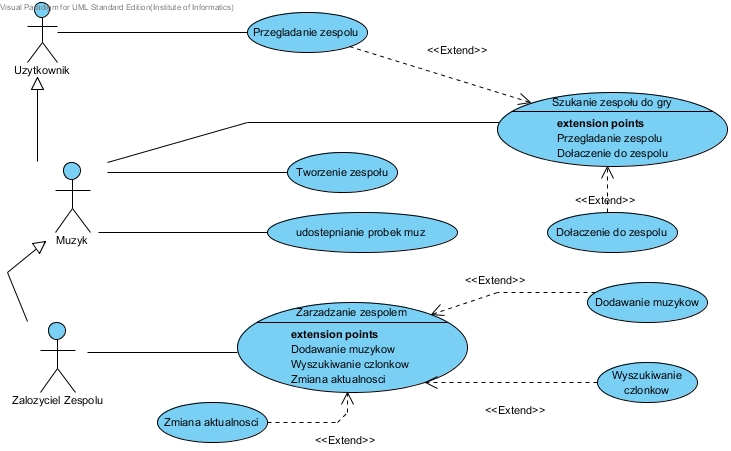 Visual Paradigm for UML Standard Edition(Institute of Informatics)
Przegladanie zespolu
<<Extend>>
Uzytkownik
Szukanie zespołu do gry
extension points
Przegladanie zespolu
Dołaczenie do zespolu
Tworzenie zespołu
<<Extend>>
Muzyk
udostepnianie probek muz
Dołaczenie do zespolu
<<Extend>>
Dodawanie muzykow
Zarzadzanie zespolem
extension points
Dodawanie muzykow
Wyszukiwanie czlonkow
Zmiana aktualnosci
Wyszukiwanie
czlonkow
Zalozyciel Zespolu
<<Extend>>
Zmiana aktualnosci
<<Extend>>